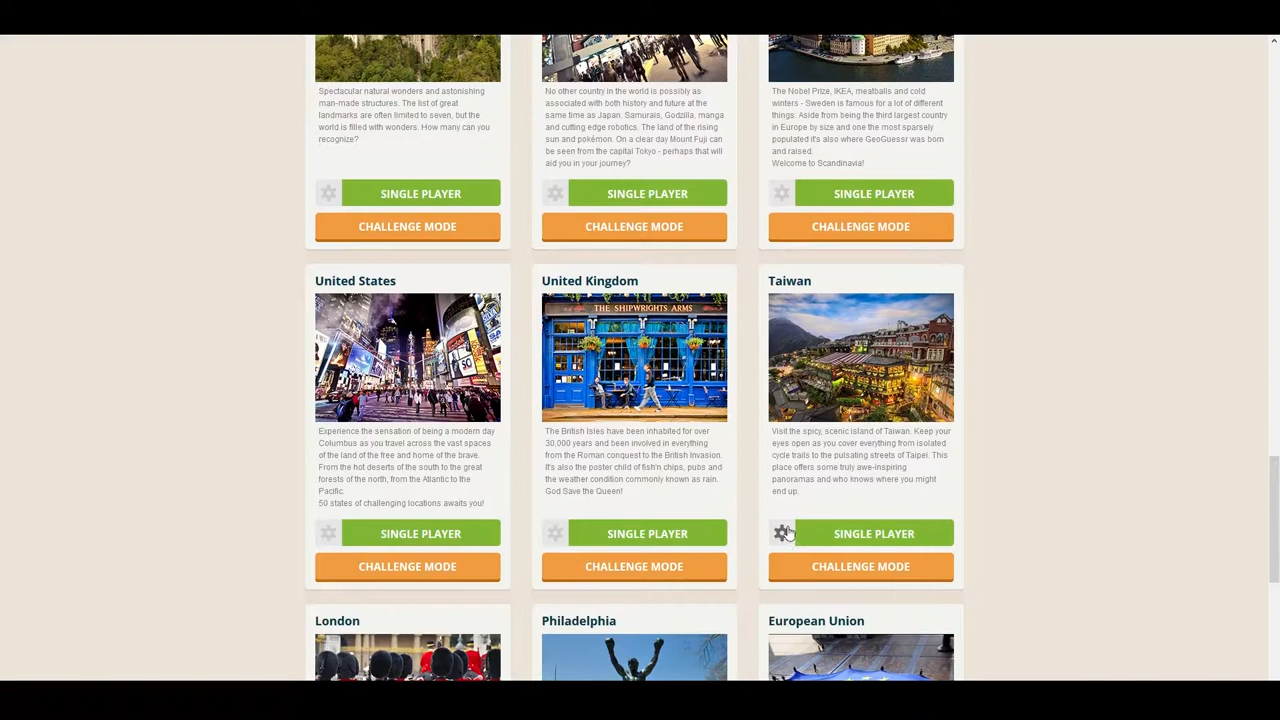 Spectacular natural wonders and astonishing
man-made structures. The list of great
landmarks are often limited to seven, but the
world is filled with wonders. How many can you
recognize?
SINGLE PLAYER
CHALLENGE MODE
No other country in the world is possibly as
associated with both history and future at the
same time as Japan. Samurais, Godzilla, manga
and cutting edge robotics. The land of the rising
sun and pokémon. On a clear day Mount Fuji can
be seen from the capital Tokyo - perhaps that will
aid you in your journey?
SINGLE PLAYER
CHALLENGE MODE
The Nobel Prize, IKEA, meatballs and cold
winters - Sweden is famous for a lot of different
things. Aside from being the third largest country
in Europe by size and one the most sparsely
populated it's also where GeoGuessr was born
and raised.
Welcome to Scandinavia!
SINGLE PLAYER
CHALLENGE MODE
United States
Experience the sensation of being a modern day
Columbus as you travel across the vast spaces
of the land of the free and home of the brave.
From the hot deserts of the south to the great
forests of the north, from the Atlantic to the
Pacific.
50 states of challenging locations awaits you!
SINGLE PLAYER
CHALLENGE MODE
United Kingdom
THE SHIPWRIGHTS ARMS
The British Isles have been inhabited for over
30,000 years and been involved in everything
from the Roman conquest to the British Invasion.
It's also the poster child of fish'n chips, pubs and
the weather condition commonly known as rain.
God Save the Queen!
SINGLE PLAYER
CHALLENGE MODE
Taiwan
Visit the spicy, scenic island of Taiwan. Keep your
eyes open as you cover everything from isolated
cycle trails to the pulsating streets of Taipei. This
place offers some truly awe-inspiring
panoramas and who knows where you might
end up.
SINGLE PLAYER
CHALLENGE MODE
London
Philadelphia
European Union